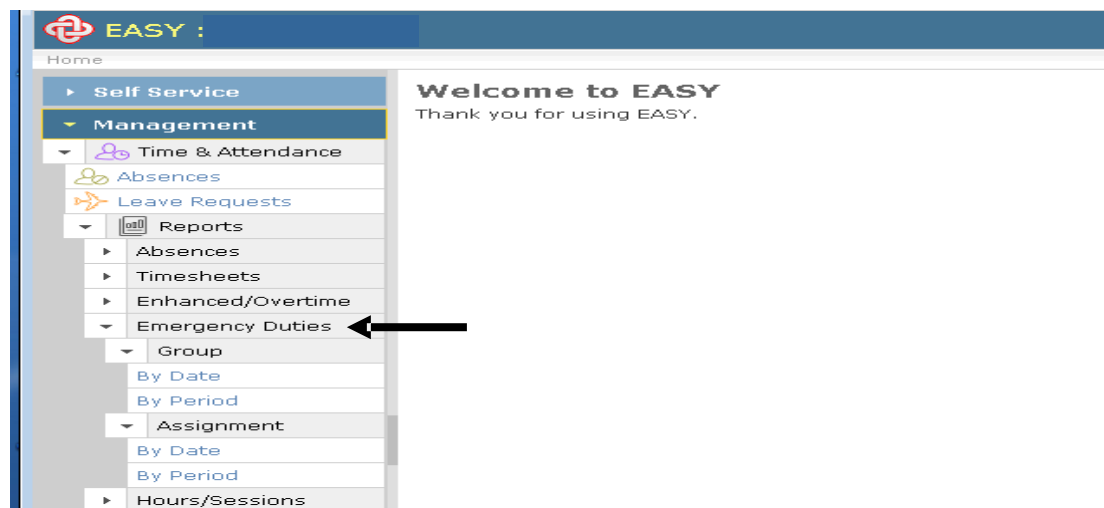 EASY :
Home
Self Service
Welcome to EASY
Thank you for using EASY.
Management
Time & Attendance
Absences
Leave Requests
Reports
Absences
Timesheets
Enhanced/Overtime
Emergency Duties
Group
By Date
By Period
Assignment
By Date
By Period
Hours/Sessions